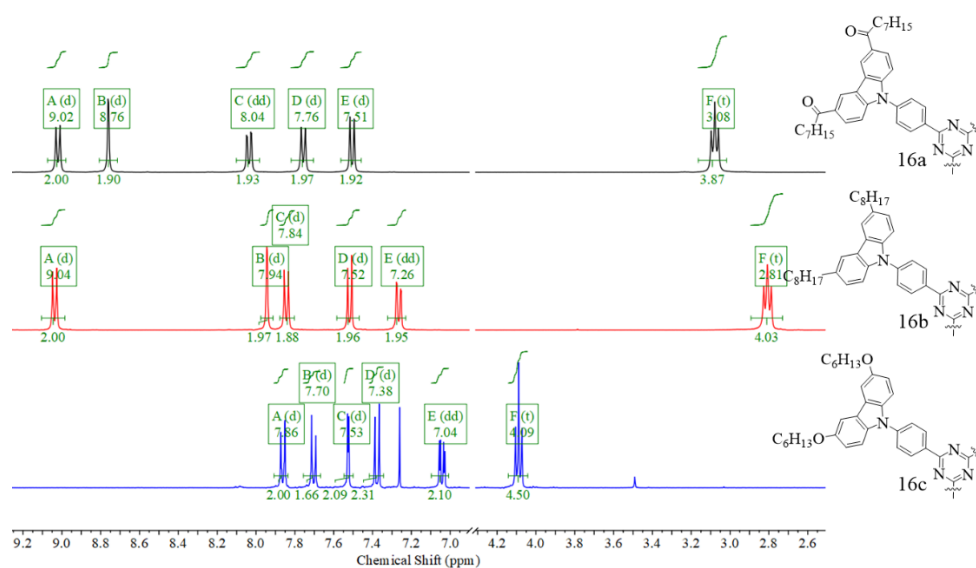 A (d)
9.02
B (d)
8.76
C (dd)
8.04
D (d)
7.76
E (d)
7.51
F (t)
3.08
2.00
1.90
1.93
1.97
1.92
3.87
O
C7H15
O
C7H15
N
N
N
N
16a
A (d)
9.04
B (d)
7.94
C (d)
7.84
D (d)
7.52
E (dd)
7.26
F (t)
2.81
2.00
1.97
1.88
1.96
1.95
4.03
C8H17
C8H17
N
N
N
N
16b
A (d)
7.86
B (d)
7.70
C (d)
7.53
D (d)
7.38
E (dd)
7.04
F (t)
4.09
2.00
1.66
2.09
2.31
2.10
4.50
C6H13O
C6H13O
N
N
N
N
16c
9.2 9.0 8.8 8.6 8.4 8.2 8.0 7.8 7.6 7.4 7.2 7.0 4.2 4.0 3.8 3.6 3.4 3.2 3.0 2.8 2.6
Chemical Shift (ppm)